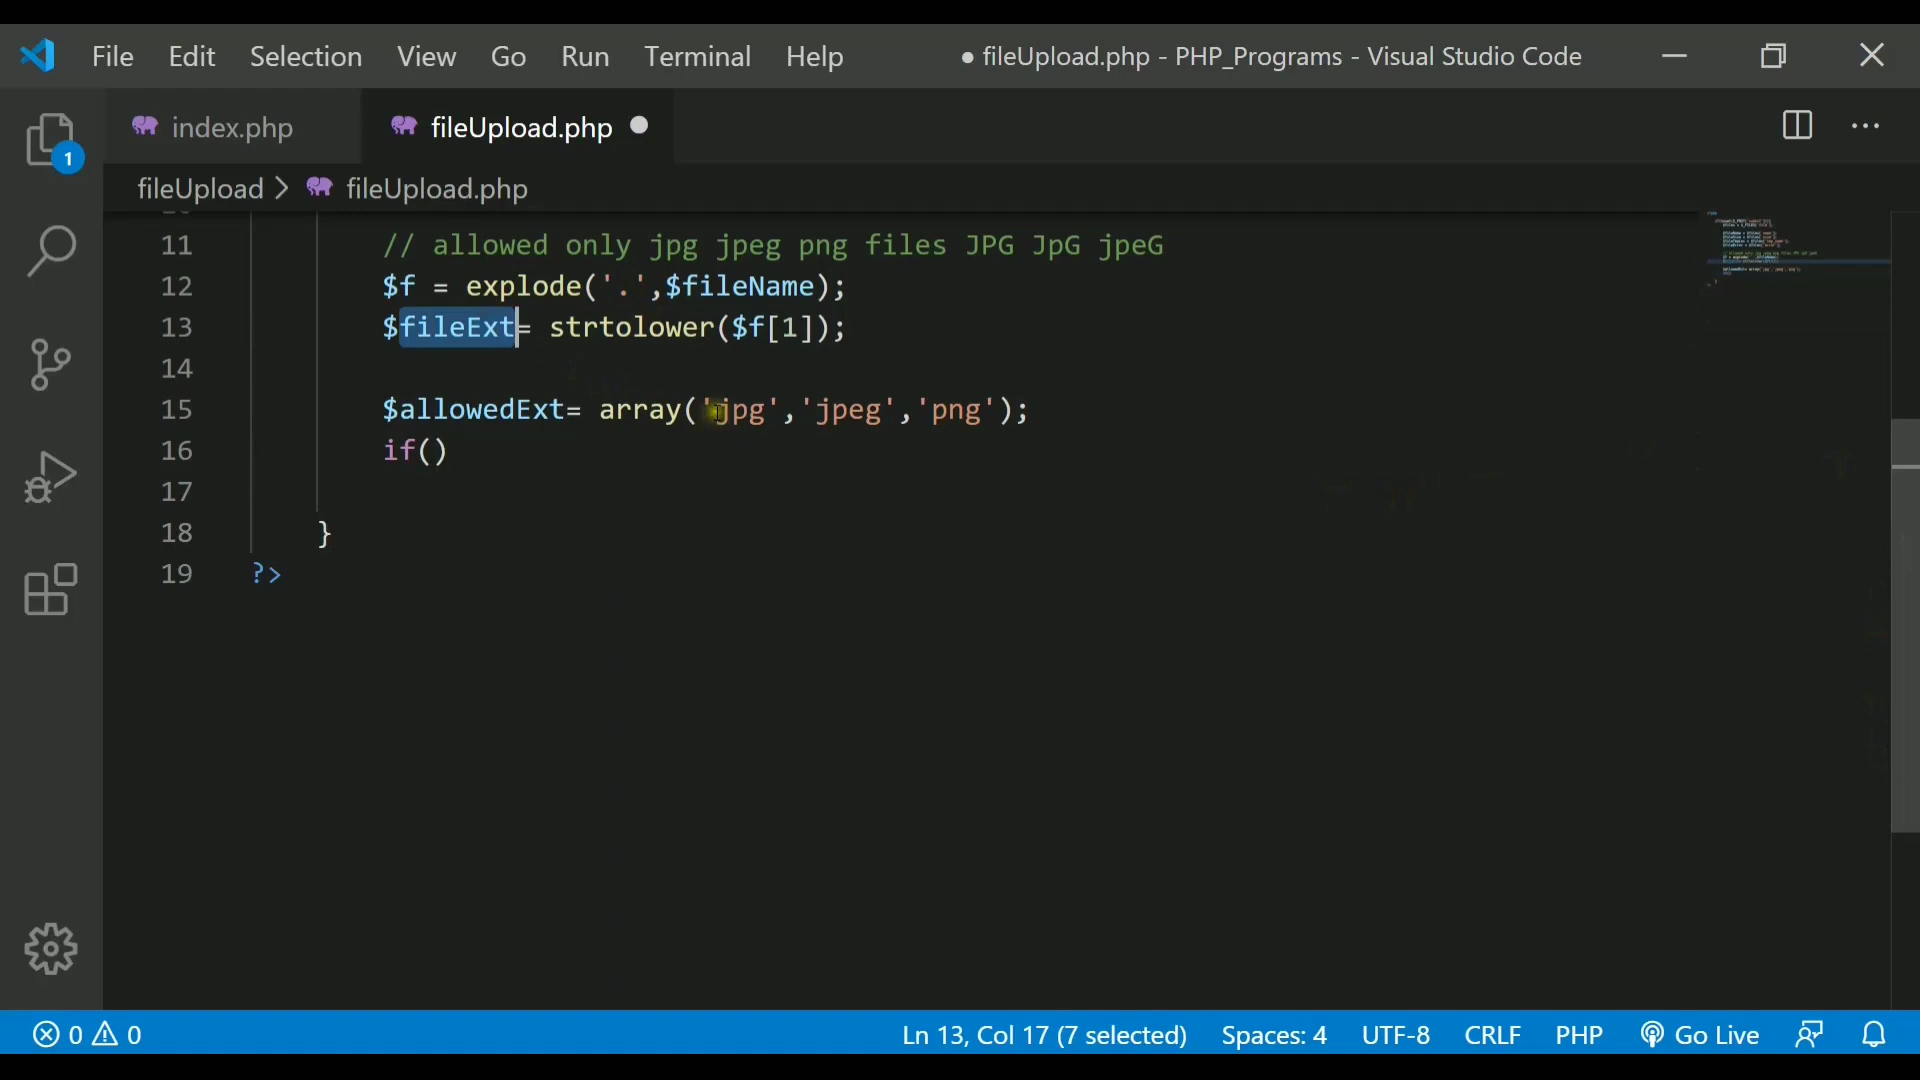 File Edit Selection View Go Run Terminal Help ● fileUpload.php - PHP_Programs - Visual Studio Code
index.php fileUpload.php
fileUpload > fileUpload.php
11 // allowed only jpg jpeg png files JPG JpG jpeG
12 $f = explode('.',$fileName);
13 $fileExt= strtolower($f[1]);
14
15 $allowedExt= array('jpg','jpeg','png');
16 if()
17
18 }
19 ?>
1
0 0 Ln 13, Col 17 (7 selected) Spaces: 4 UTF-8 CRLF PHP Go Live